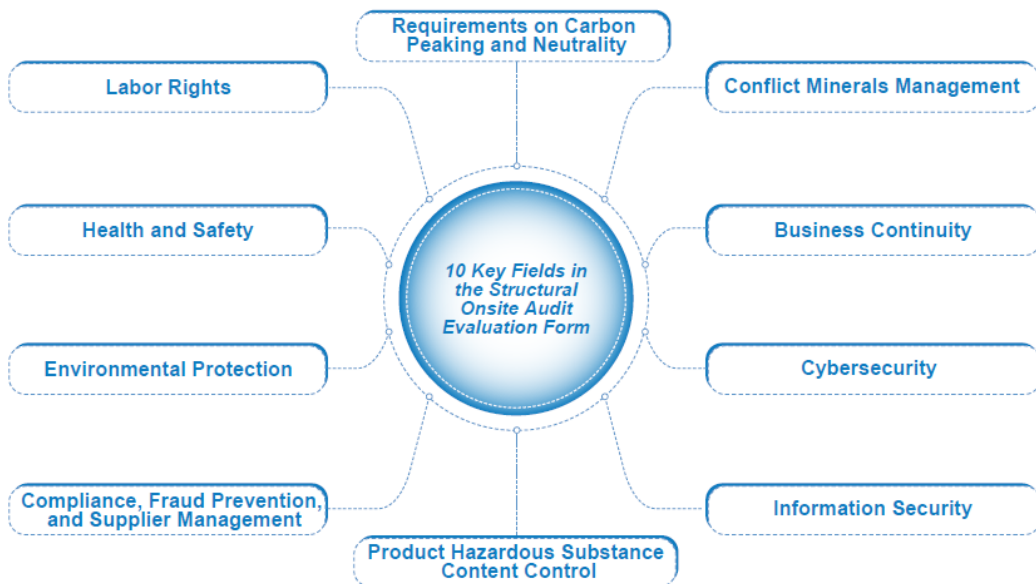 Requirements on Carbon
Peaking and Neutrality
Labor Rights
Conflict Minerals Management
Health and Safety
Business Continuity
10 Key Fields in
the Structural
Onsite Audit
Evaluation Form
Environmental Protection
Cybersecurity
Compliance, Fraud Prevention,
and Supplier Management
Information Security
Product Hazardous Substance
Content Control